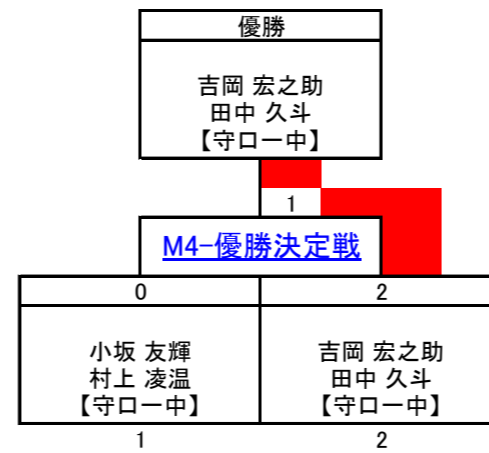 優勝
吉岡 宏之助
田中 久斗
【守口一中】
1
M4-優勝決定戦
0
2
小坂 友輝
村上 凌温
【守口一中】
吉岡 宏之助
田中 久斗
【守口一中】
1
2